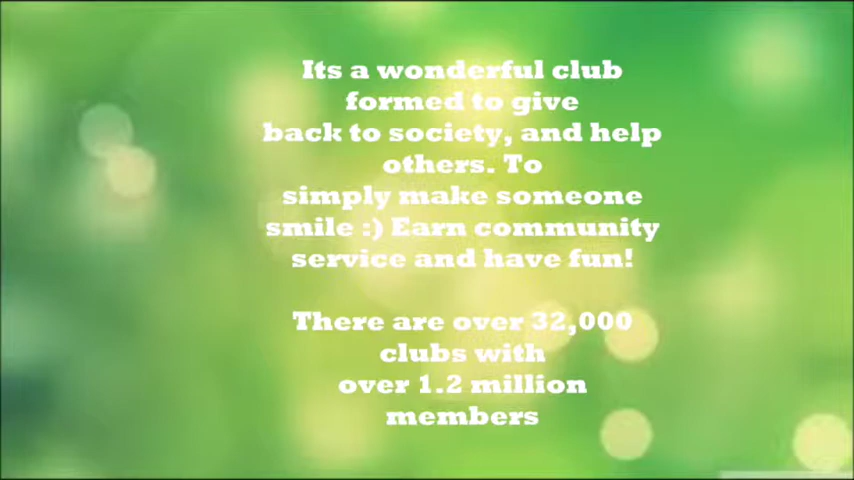 Its a wonderful club
formed to give
back to society, and help
others. To
simply make someone
smile :) Earn community
service and have fun!
There are over 32,000
clubs with
over 1.2 million
members